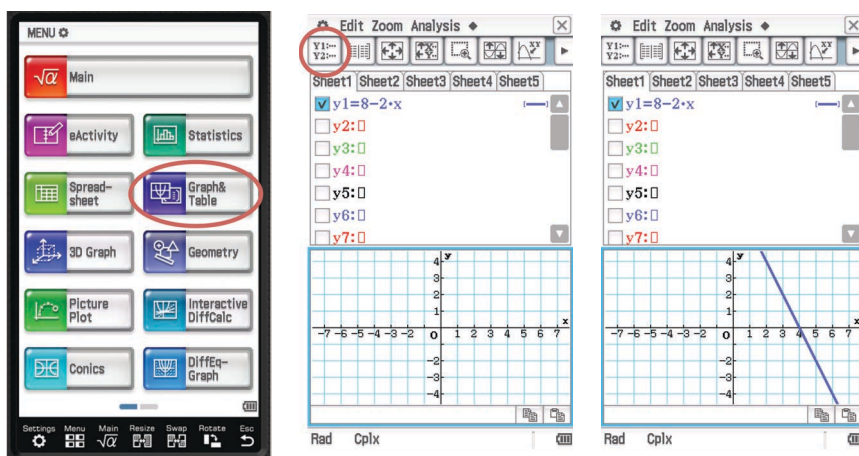 MENU
√α Main
eActivity
Statistics
Spread-
sheet
Graph&
Table
3D Graph
Geometry
Picture
Plot
Interactive
DiffCalc
Conics
DiffEq-
Graph
Settings Menu Main Resize Swap Rotate Esc
√α
Edit Zoom Analysis
Y1:···
Y2:···
Sheet1 Sheet2 Sheet3 Sheet4 Sheet5
y1=8-2·x
y2:
y3:
y4:
y5:
y6:
y7:
y
4
3
2
1
x
-7 -6 -5 -4 -3 -2 0 1 2 3 4 5 6 7
-2
-3
-4
Rad Cplx
Edit Zoom Analysis
Y1:···
Y2:···
Sheet1 Sheet2 Sheet3 Sheet4 Sheet5
y1=8-2·x
y2:
y3:
y4:
y5:
y6:
y7:
y
4
3
2
1
x
-7 -6 -5 -4 -3 -2 0 1 2 3 4 5 6 7
-2
-3
-4
Rad Cplx